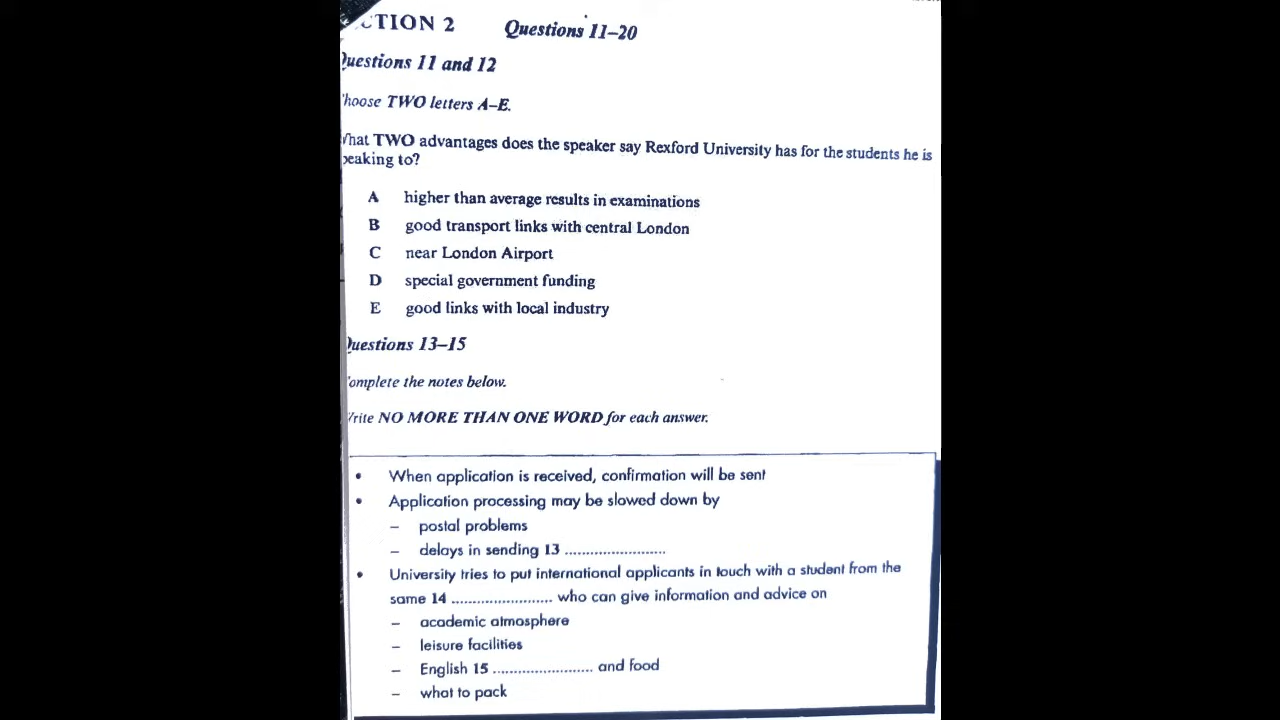 CTION 2 Questions 11–20
Questions 11 and 12
hoose TWO letters A–E.
What TWO advantages does the speaker say Rexford University has for the students he is
peaking to?
A higher than average results in examinations
B good transport links with central London
C near London Airport
D special government funding
E good links with local industry
Questions 13–15
omplete the notes below.
Write NO MORE THAN ONE WORD for each answer.
• When application is received, confirmation will be sent
• Application processing may be slowed down by
– postal problems
– delays in sending 13 ........................
• University tries to put international applicants in touch with a student from the
same 14 ........................ who can give information and advice on
– academic atmosphere
– leisure facilities
– English 15 ........................ and food
– what to pack